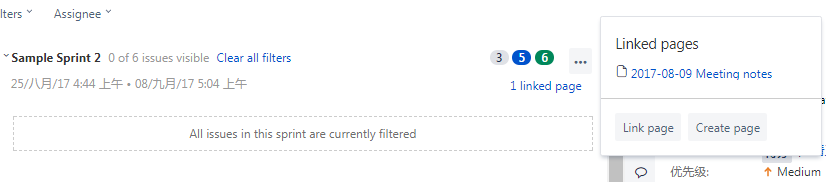 lters Assignee
Sample Sprint 2 0 of 6 issues visible Clear all filters 3 5 6 •••
25/八月/17 4:44 上午 • 08/九月/17 5:04 上午
1 linked page
All issues in this sprint are currently filtered
Linked pages
2017-08-09 Meeting notes
Link page Create page
优先级: Medium